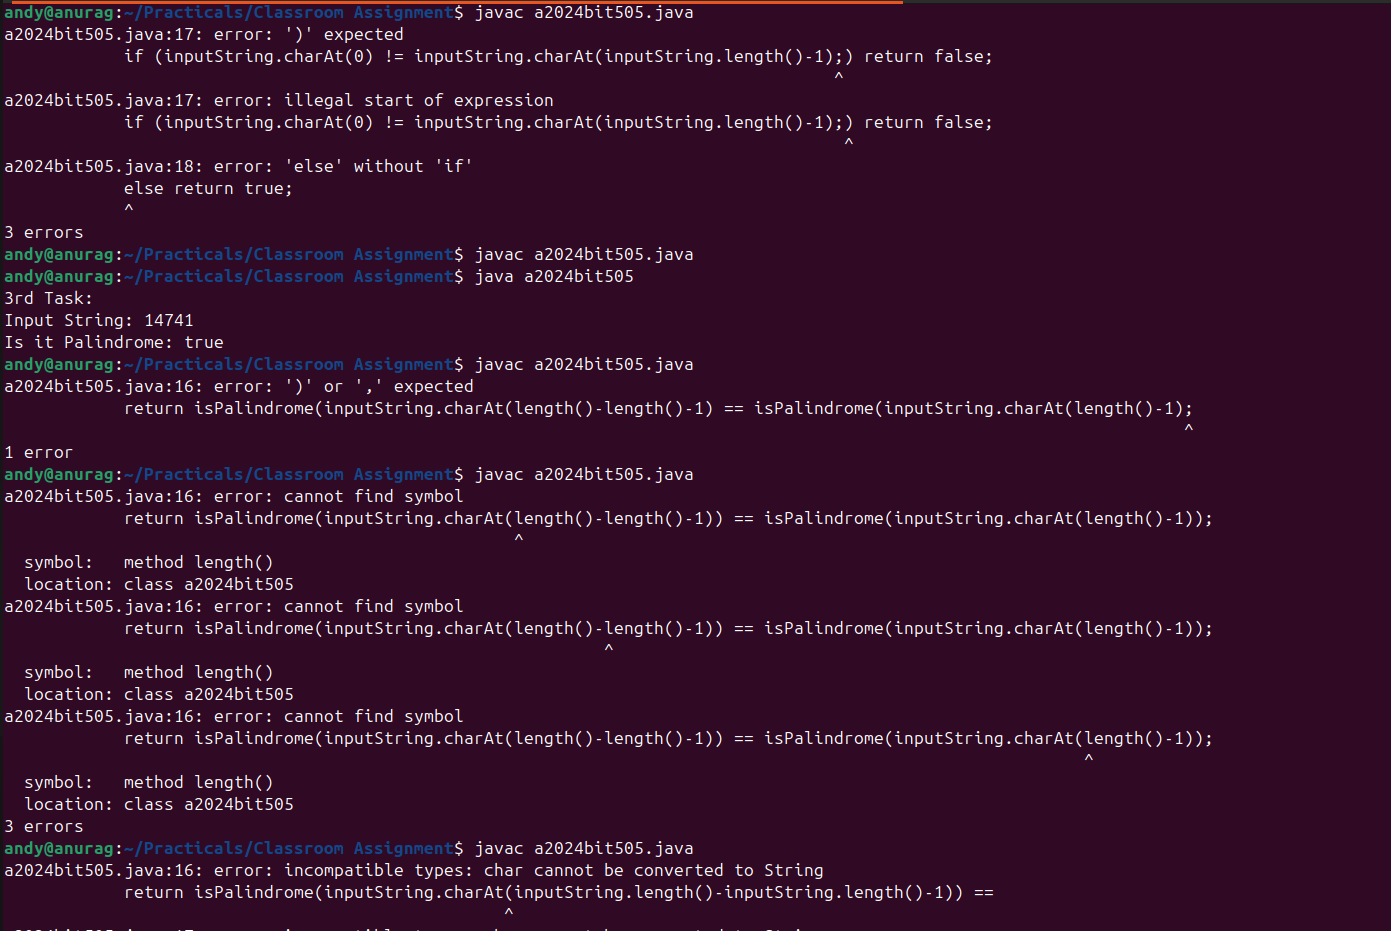 andy@anurag:~/Practicals/Classroom Assignment$ javac a2024bit505.java
a2024bit505.java:17: error: ')' expected
            if (inputString.charAt(0) != inputString.charAt(inputString.length()-1);) return false;
                                                                                   ^
a2024bit505.java:17: error: illegal start of expression
            if (inputString.charAt(0) != inputString.charAt(inputString.length()-1);) return false;
                                                                                    ^
a2024bit505.java:18: error: 'else' without 'if'
            else return true;
            ^
3 errors
andy@anurag:~/Practicals/Classroom Assignment$ javac a2024bit505.java
andy@anurag:~/Practicals/Classroom Assignment$ java a2024bit505
3rd Task:
Input String: 14741
Is it Palindrome: true
andy@anurag:~/Practicals/Classroom Assignment$ javac a2024bit505.java
a2024bit505.java:16: error: ')' or ',' expected
            return isPalindrome(inputString.charAt(length()-length()-1) == isPalindrome(inputString.charAt(length()-1);
                                                                                                                      ^
1 error
andy@anurag:~/Practicals/Classroom Assignment$ javac a2024bit505.java
a2024bit505.java:16: error: cannot find symbol
            return isPalindrome(inputString.charAt(length()-length()-1)) == isPalindrome(inputString.charAt(length()-1));
                                                   ^
  symbol:   method length()
  location: class a2024bit505
a2024bit505.java:16: error: cannot find symbol
            return isPalindrome(inputString.charAt(length()-length()-1)) == isPalindrome(inputString.charAt(length()-1));
                                                            ^
  symbol:   method length()
  location: class a2024bit505
a2024bit505.java:16: error: cannot find symbol
            return isPalindrome(inputString.charAt(length()-length()-1)) == isPalindrome(inputString.charAt(length()-1));
                                                                                                            ^
  symbol:   method length()
  location: class a2024bit505
3 errors
andy@anurag:~/Practicals/Classroom Assignment$ javac a2024bit505.java
a2024bit505.java:16: error: incompatible types: char cannot be converted to String
            return isPalindrome(inputString.charAt(inputString.length()-inputString.length()-1)) ==
                                                  ^